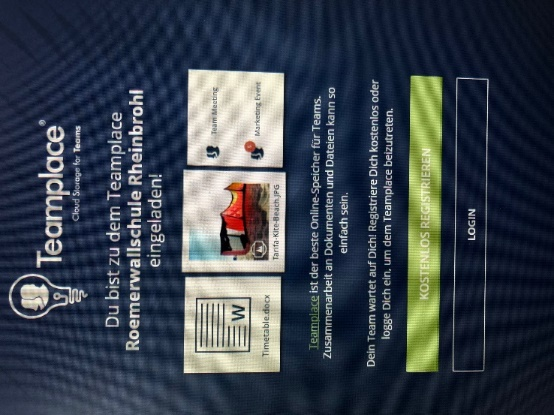 Teamplace®
Cloud Storage for Teams
Du bist zu dem Teamplace
Roemerwallschule Rheinbrohl
eingeladen!
W
Timetable.docx
Tarifa-Kite-Beach.JPG
Team Meeting
Marketing Event
Teamplace ist der beste Online-Speicher für Teams.
Zusammenarbeit an Dokumenten und Dateien kann so
einfach sein.
Dein Team wartet auf Dich! Registriere Dich kostenlos oder
logge Dich ein, um dem Teamplace beizutreten.
KOSTENLOS REGISTRIEREN
LOGIN